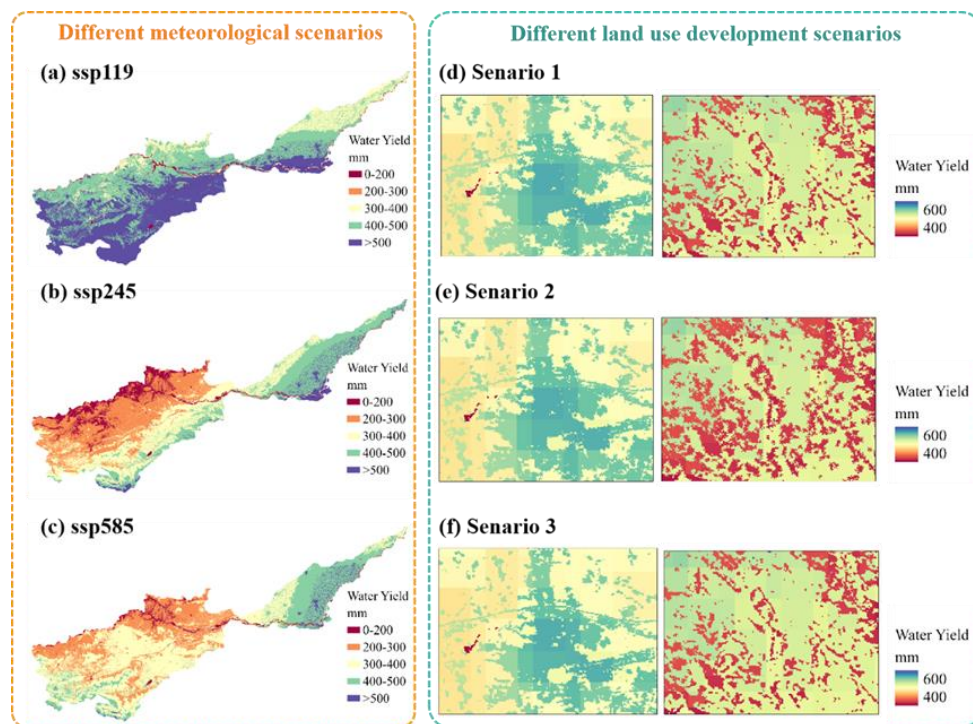 Different meteorological scenarios
(a) ssp119
Water Yield
mm
0-200
200-300
300-400
400-500
>500
(b) ssp245
Water Yield
mm
0-200
200-300
300-400
400-500
>500
(c) ssp585
Water Yield
mm
0-200
200-300
300-400
400-500
>500
Different land use development scenarios
(d) Senario 1
Water Yield
mm
600
400
(e) Senario 2
Water Yield
mm
600
400
(f) Senario 3
Water Yield
mm
600
400